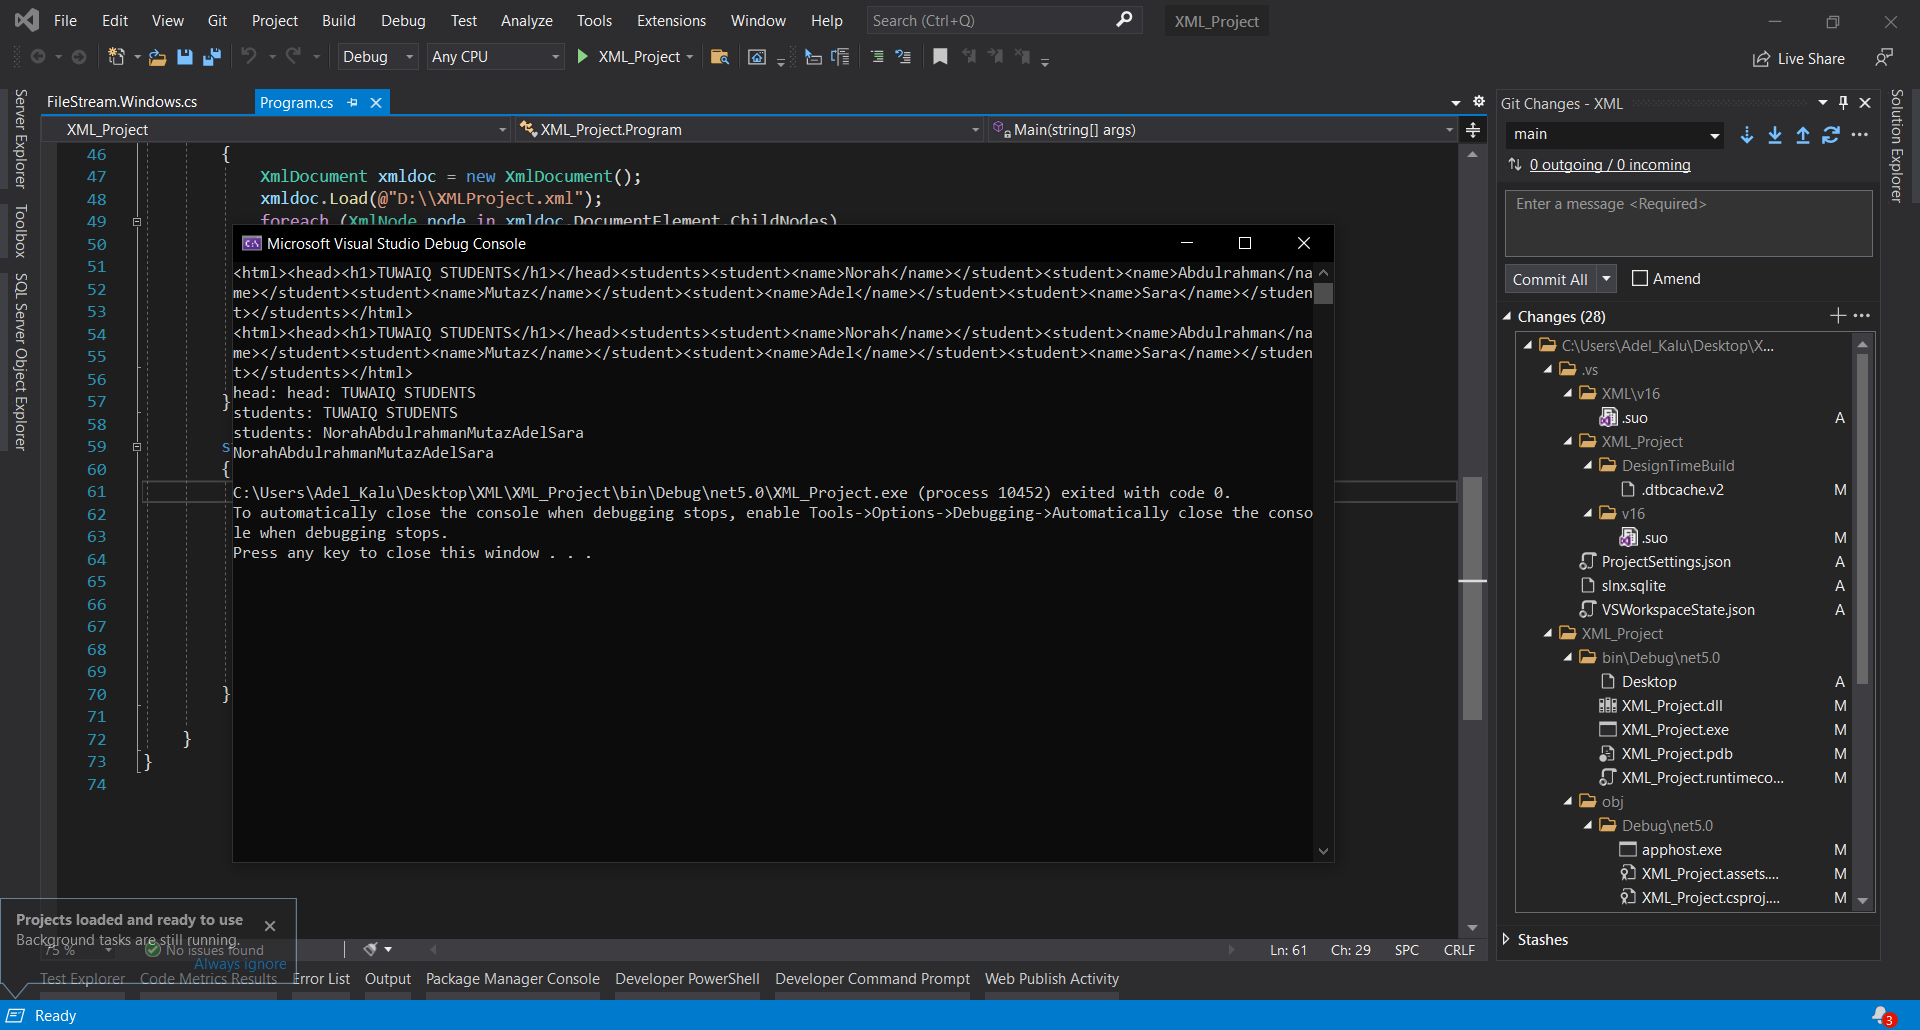 File Edit View Git Project Build Debug Test Analyze Tools Extensions Window Help Search (Ctrl+Q) XML_Project
Debug Any CPU XML_Project Live Share
FileStream.Windows.cs Program.cs
XML_Project XML_Project.Program Main(string[] args)
Server Explorer
Toolbox
SQL Server Object Explorer
46 {
47 XmlDocument xmldoc = new XmlDocument();
48 xmldoc.Load(@"D:\\XMLProject.xml");
49 foreach (XmlNode node in xmldoc.DocumentElement.ChildNodes)
50
51
52
53
54
55
56
57 }
58
59 s
60 {
61
62
63
64
65
66
67
68
69
70 }
71
72 }
73 }
74
Microsoft Visual Studio Debug Console
<html><head><h1>TUWAIQ STUDENTS</h1></head><students><student><name>Norah</name></student><student><name>Abdulrahman</na
me></student><student><name>Mutaz</name></student><student><name>Adel</name></student><student><name>Sara</name></studen
t></students></html>
<html><head><h1>TUWAIQ STUDENTS</h1></head><students><student><name>Norah</name></student><student><name>Abdulrahman</na
me></student><student><name>Mutaz</name></student><student><name>Adel</name></student><student><name>Sara</name></studen
t></students></html>
head: head: TUWAIQ STUDENTS
students: TUWAIQ STUDENTS
students: NorahAbdulrahmanMutazAdelSara
NorahAbdulrahmanMutazAdelSara
C:\Users\Adel_Kalu\Desktop\XML\XML_Project\bin\Debug\net5.0\XML_Project.exe (process 10452) exited with code 0.
To automatically close the console when debugging stops, enable Tools->Options->Debugging->Automatically close the conso
le when debugging stops.
Press any key to close this window . . .
Git Changes - XML
main
0 outgoing / 0 incoming
Enter a message <Required>
Commit All Amend
Changes (28)
C:\Users\Adel_Kalu\Desktop\X...
.vs
XML\v16
.suo A
XML_Project
DesignTimeBuild
.dtbcache.v2 M
v16
.suo M
ProjectSettings.json A
slnx.sqlite A
VSWorkspaceState.json A
XML_Project
bin\Debug\net5.0
Desktop A
XML_Project.dll M
XML_Project.exe M
XML_Project.pdb M
XML_Project.runtimeco... M
obj
Debug\net5.0
apphost.exe M
XML_Project.assets.... M
XML_Project.csproj.... M
Stashes
Solution Explorer
Projects loaded and ready to use
Background tasks are still running.
Always ignore
75 % No issues found Ln: 61 Ch: 29 SPC CRLF
Test Explorer Code Metrics Results Error List Output Package Manager Console Developer PowerShell Developer Command Prompt Web Publish Activity
Ready 3